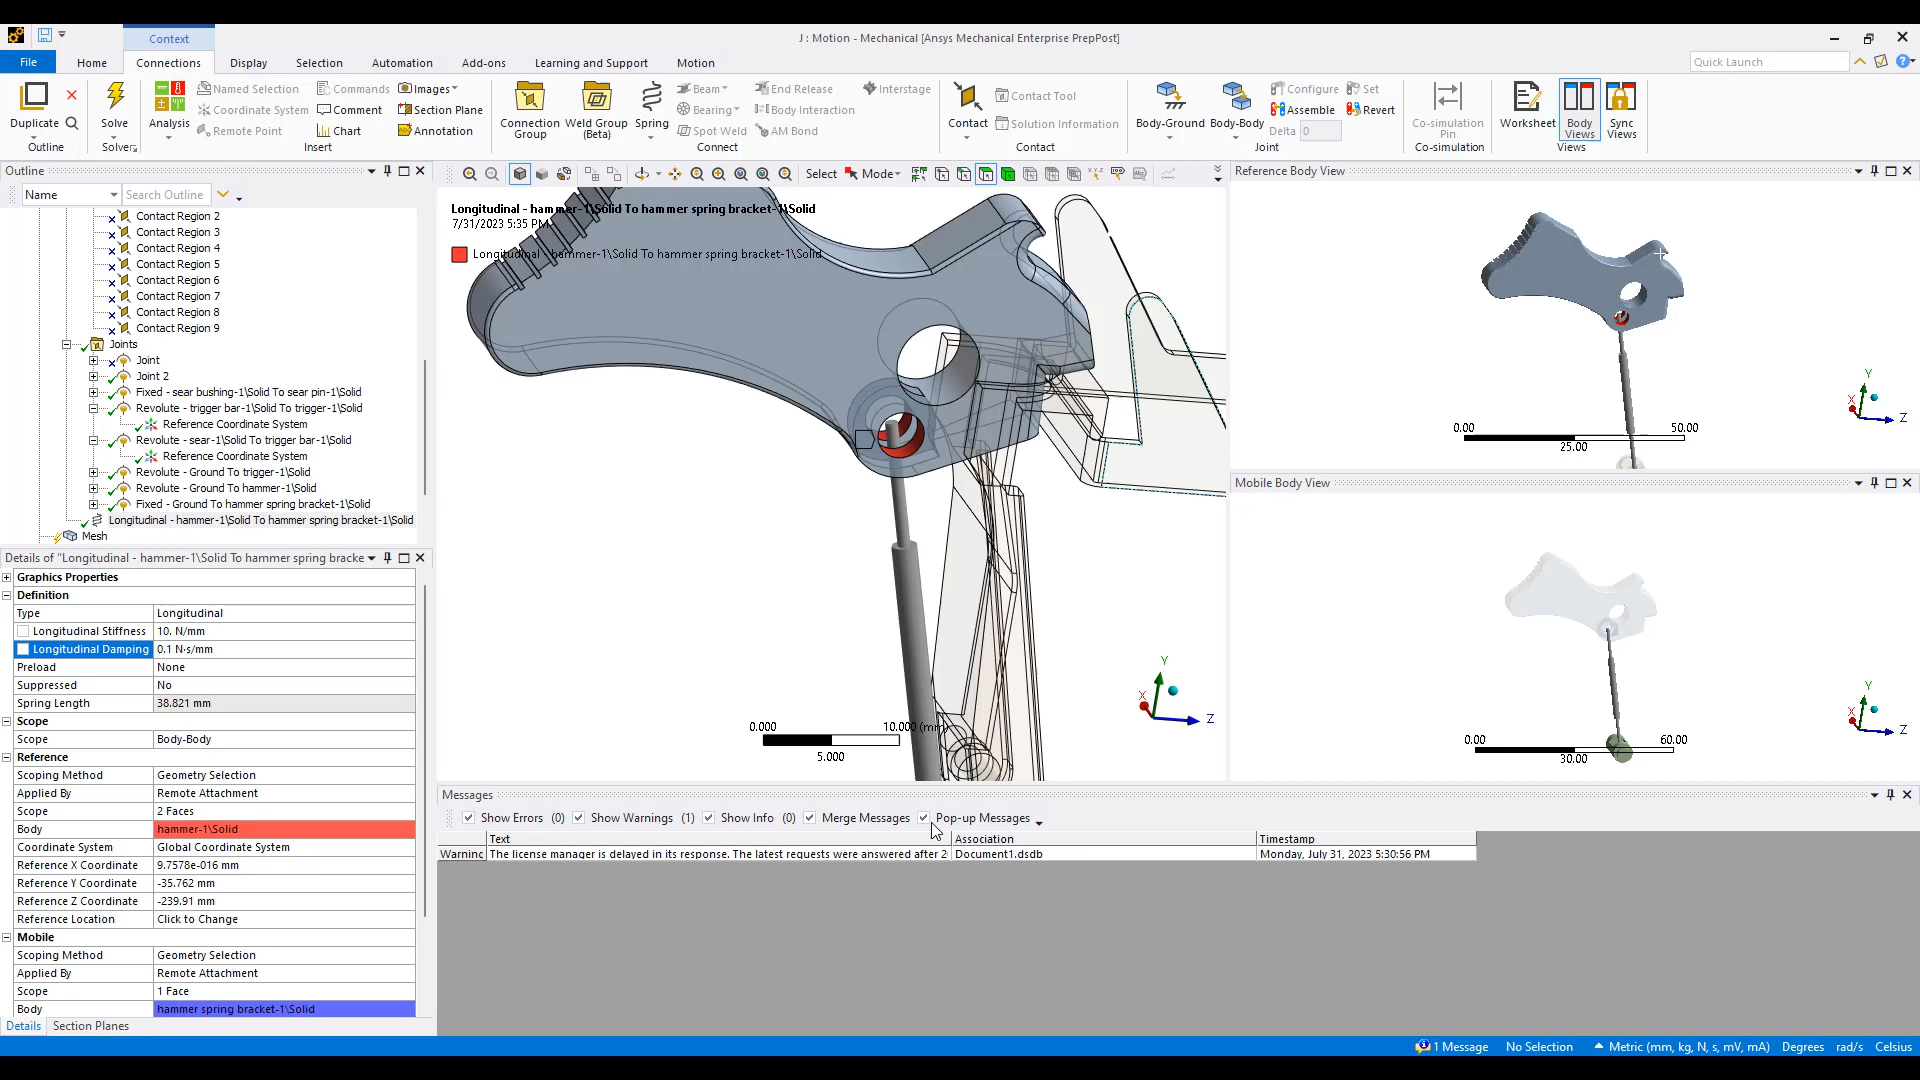 Context
J : Motion - Mechanical [Ansys Mechanical Enterprise PrepPost]
File
Home
Connections
Display
Selection
Automation
Add-ons
Learning and Support
Motion
Quick Launch
Duplicate
Outline
Solve
Solver
Analysis
Named Selection
Coordinate System
Remote Point
Commands
Comment
Chart
Images
Section Plane
Annotation
Insert
Connection Group
Weld Group (Beta)
Spring
Beam
Bearing
Spot Weld
End Release
Body Interaction
AM Bond
Interstage
Connect
Contact
Contact Tool
Solution Information
Contact
Body-Ground
Body-Body
Configure
Assemble
Delta 0
Set
Revert
Joint
Co-simulation Pin
Co-simulation
Worksheet
Body Views
Sync Views
Views
Outline
Name
Search Outline
Contact Region 2
Contact Region 3
Contact Region 4
Contact Region 5
Contact Region 6
Contact Region 7
Contact Region 8
Contact Region 9
Joints
Joint
Joint 2
Fixed - sear bushing-1\Solid To sear pin-1\Solid
Revolute - trigger bar-1\Solid To trigger-1\Solid
Reference Coordinate System
Revolute - sear-1\Solid To trigger bar-1\Solid
Reference Coordinate System
Revolute - Ground To trigger-1\Solid
Revolute - Ground To hammer-1\Solid
Fixed - Ground To hammer spring bracket-1\Solid
Longitudinal - hammer-1\Solid To hammer spring bracket-1\Solid
Mesh
Details of "Longitudinal - hammer-1\Solid To hammer spring bracke
Graphics Properties
Definition
Type Longitudinal
Longitudinal Stiffness 10. N/mm
Longitudinal Damping 0.1 N·s/mm
Preload None
Suppressed No
Spring Length 38.821 mm
Scope
Scope Body-Body
Reference
Scoping Method Geometry Selection
Applied By Remote Attachment
Scope 2 Faces
Body hammer-1\Solid
Coordinate System Global Coordinate System
Reference X Coordinate 9.7578e-016 mm
Reference Y Coordinate -35.762 mm
Reference Z Coordinate -239.91 mm
Reference Location Click to Change
Mobile
Scoping Method Geometry Selection
Applied By Remote Attachment
Scope 1 Face
Body hammer spring bracket-1\Solid
Details
Section Planes
Select
Mode
Longitudinal - hammer-1\Solid To hammer spring bracket-1\Solid
7/31/2023 5:35 PM
Longitudinal - hammer-1\Solid To hammer spring bracket-1\Solid
0.000
10.000 (mm)
5.000
X
Y
Z
Reference Body View
0.00
50.00
25.00
X
Y
Z
Mobile Body View
0.00
60.00
30.00
X
Y
Z
Messages
Show Errors (0)
Show Warnings (1)
Show Info (0)
Merge Messages
Pop-up Messages
Text
Association
Timestamp
Warning
The license manager is delayed in its response. The latest requests were answered after 2
Document1.dsdb
Monday, July 31, 2023 5:30:56 PM
1 Message
No Selection
Metric (mm, kg, N, s, mV, mA)
Degrees
rad/s
Celsius